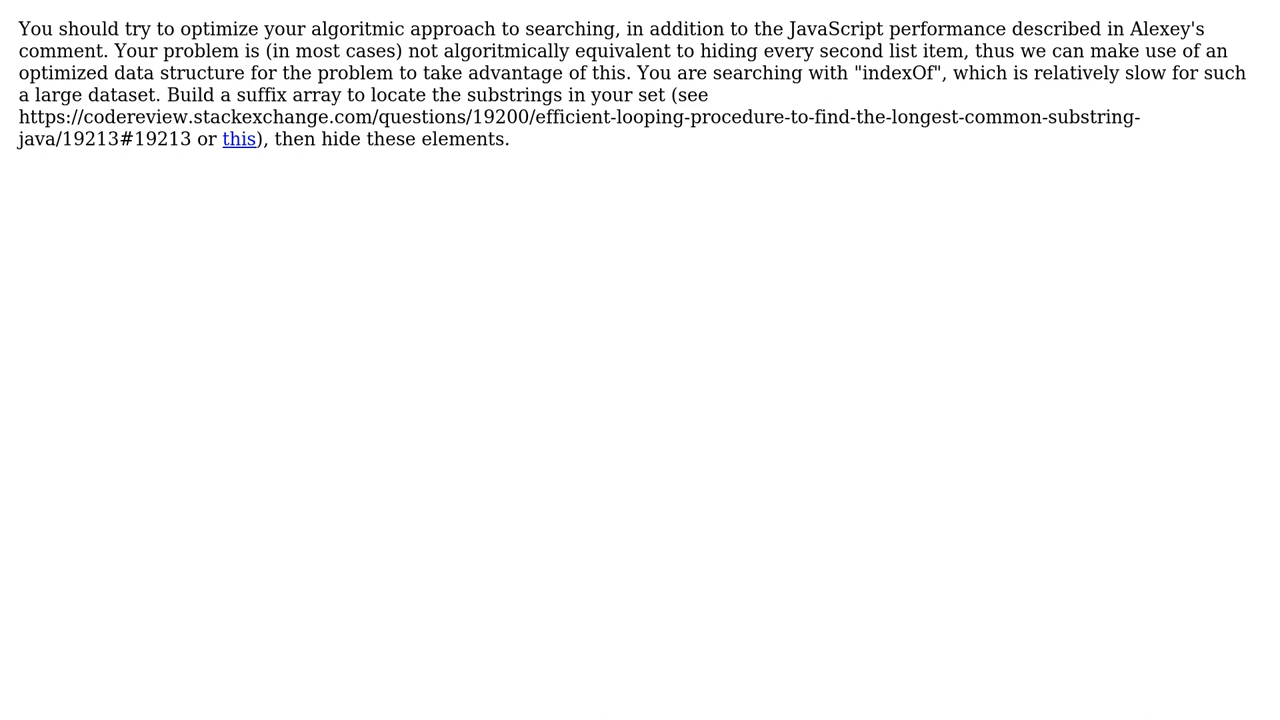 You should try to optimize your algoritmic approach to searching, in addition to the JavaScript performance described in Alexey's
comment. Your problem is (in most cases) not algoritmically equivalent to hiding every second list item, thus we can make use of an
optimized data structure for the problem to take advantage of this. You are searching with "indexOf", which is relatively slow for such
a large dataset. Build a suffix array to locate the substrings in your set (see
https://codereview.stackexchange.com/questions/19200/efficient-looping-procedure-to-find-the-longest-common-substring-
java/19213#19213 or this), then hide these elements.